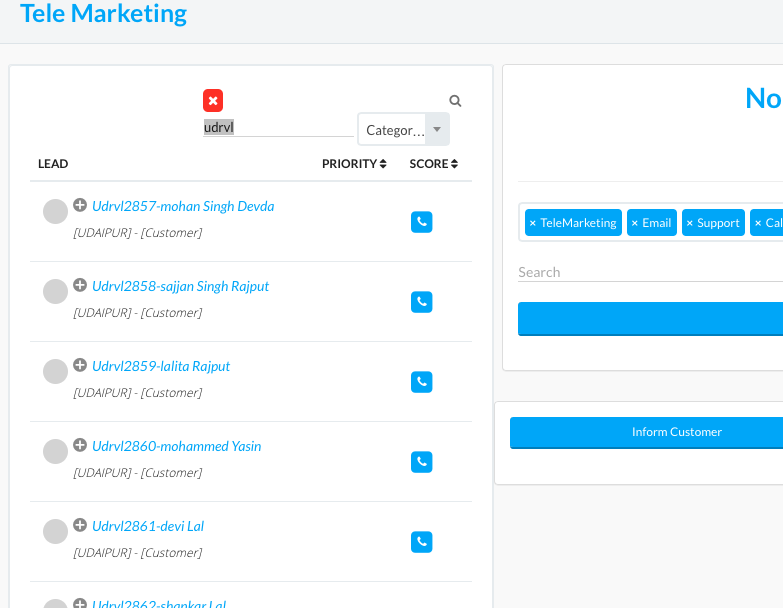 Tele Marketing
udrvl
Categor...
LEAD PRIORITY SCORE
Udrvl2857-mohan Singh Devda
[UDAIPUR] - [Customer]
Udrvl2858-sajjan Singh Rajput
[UDAIPUR] - [Customer]
Udrvl2859-lalita Rajput
[UDAIPUR] - [Customer]
Udrvl2860-mohammed Yasin
[UDAIPUR] - [Customer]
Udrvl2861-devi Lal
[UDAIPUR] - [Customer]
Udrvl2862-shankar Lal
No
× TeleMarketing × Email × Support × Cal
Search
Inform Customer